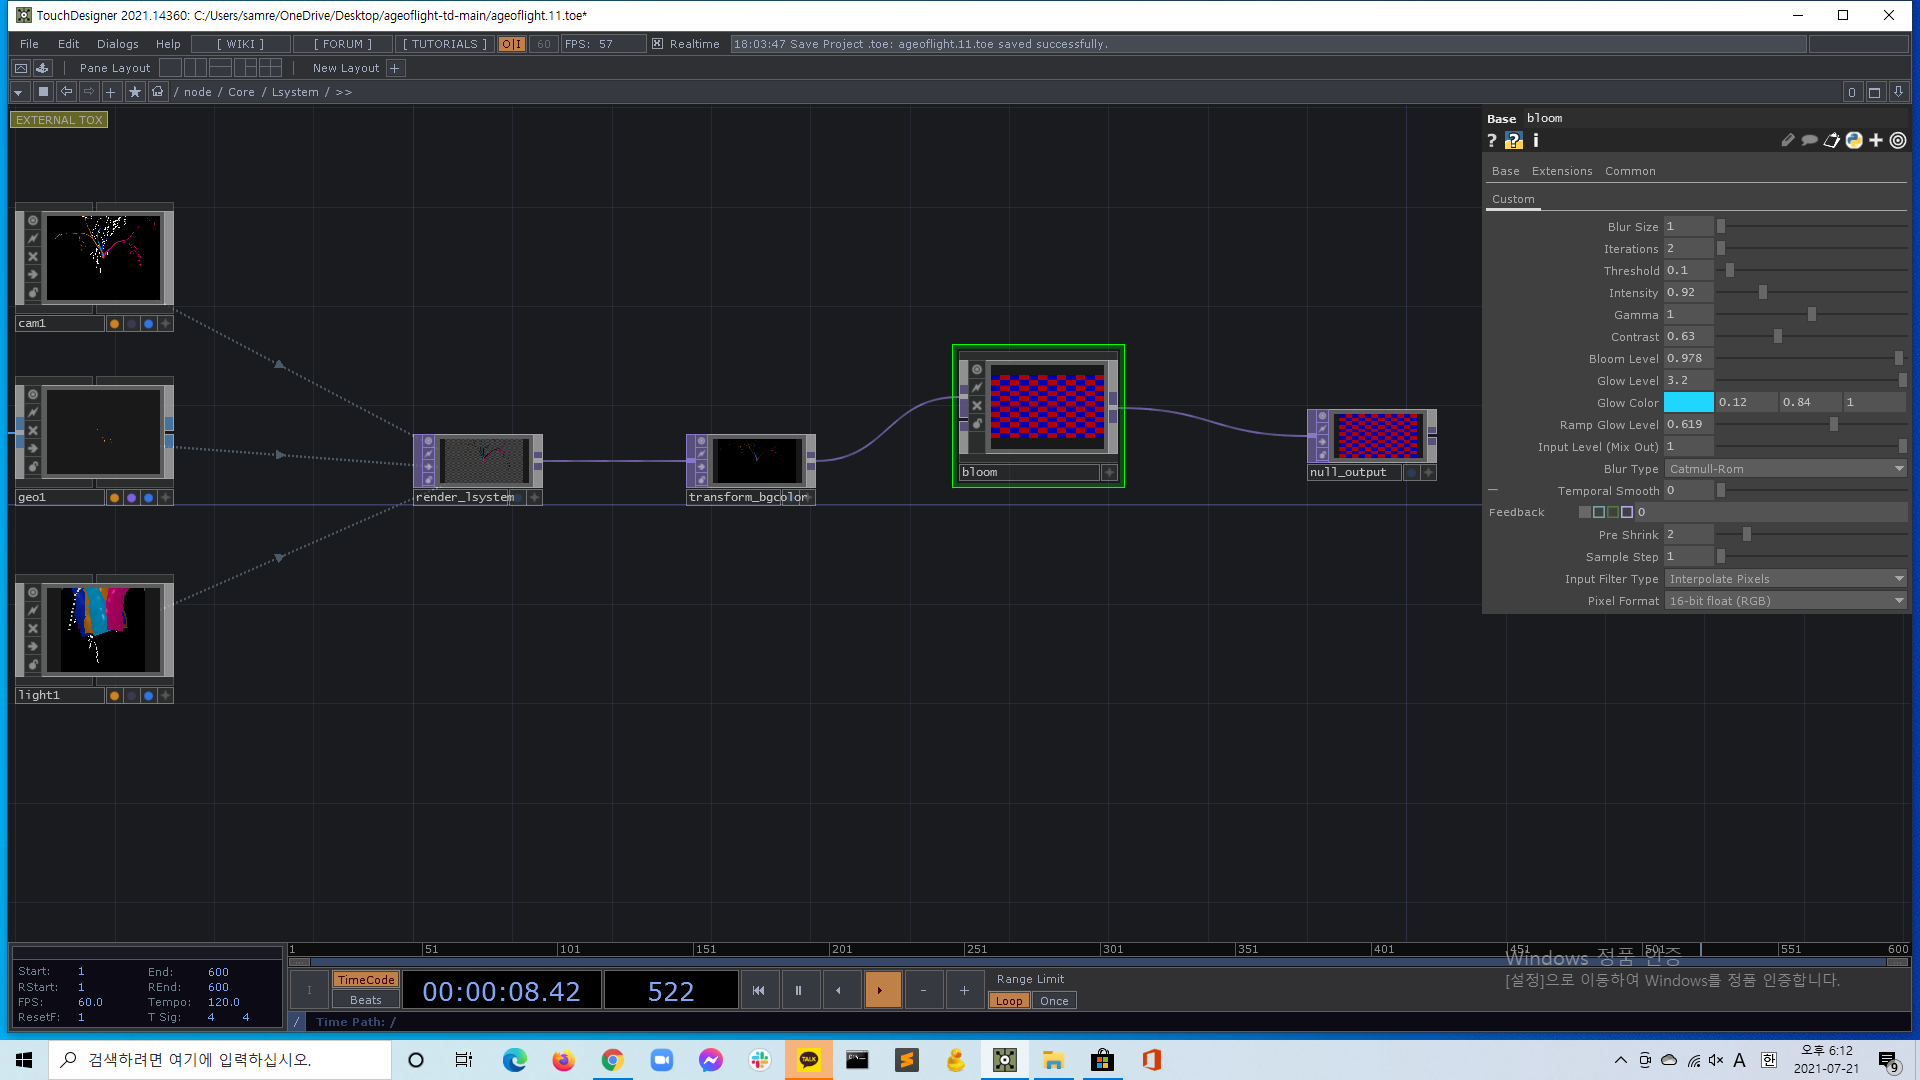 TouchDesigner 2021.14360: C:/Users/samre/OneDrive/Desktop/ageoflight-td-main/ageoflight.11.toe*
File Edit Dialogs Help [ WIKI ] [ FORUM ] [ TUTORIALS ] O|I 60 FPS: 57 Realtime 18:03:47 Save Project .toe: ageoflight.11.toe saved successfully.
Pane Layout New Layout +
/ node / Core / Lsystem / >> 0
EXTERNAL TOX
Base bloom
? ? i
Base Extensions Common
Custom
Blur Size 1
Iterations 2
Threshold 0.1
Intensity 0.92
Gamma 1
Contrast 0.63
Bloom Level 0.978
Glow Level 3.2
Glow Color 0.12 0.84 1
Ramp Glow Level 0.619
Input Level (Mix Out) 1
Blur Type Catmull-Rom
Temporal Smooth 0
Feedback 0
Pre Shrink 2
Sample Step 1
Input Filter Type Interpolate Pixels
Pixel Format 16-bit float (RGB)
cam1
geo1
light1
render_lsystem
transform_bgcolor
bloom
null_output
1 51 101 151 201 251 301 351 401 451 501 551 600
Start: 1 End: 600
RStart: 1 REnd: 600
FPS: 60.0 Tempo: 120.0
ResetF: 1 T Sig: 4 4
TimeCode
Beats
00:00:08.42
522
Range Limit
Loop Once
/ Time Path: /
Windows 정품 인증
[설정]으로 이동하여 Windows를 정품 인증합니다.
검색하려면 여기에 입력하십시오.
TALK
A
한
오후 6:12
2021-07-21
9